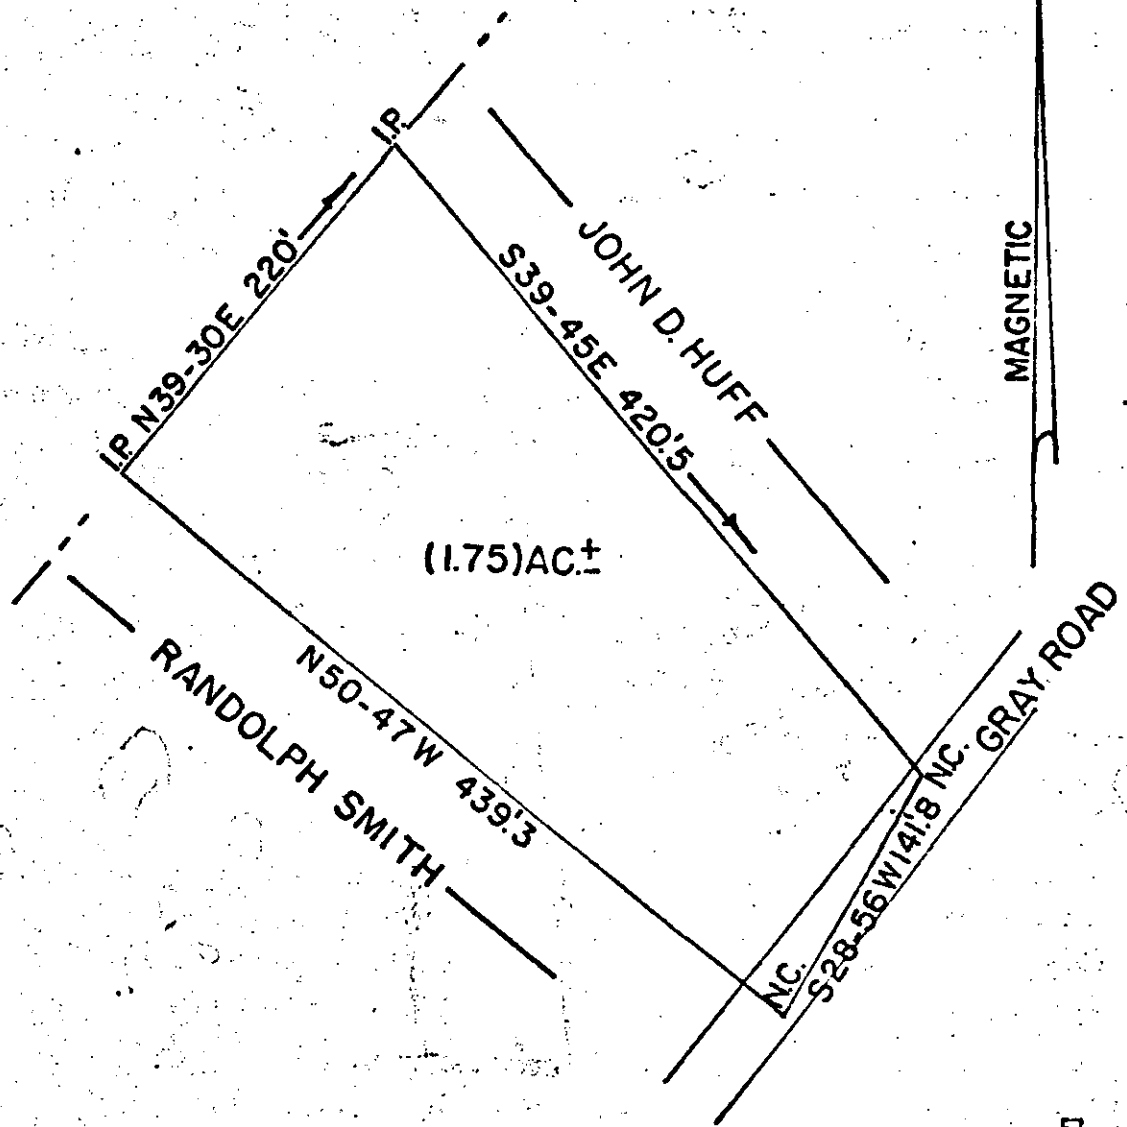 I.P.
N39-30E 220'
I.P.
S39-45E 420.'5
JOHN D. HUFF
MAGNETIC
(1.75)AC.±
N50-47W 439.'3
RANDOLPH SMITH
N.C.
GRAY ROAD
S28-56W 141.'8
N.C.